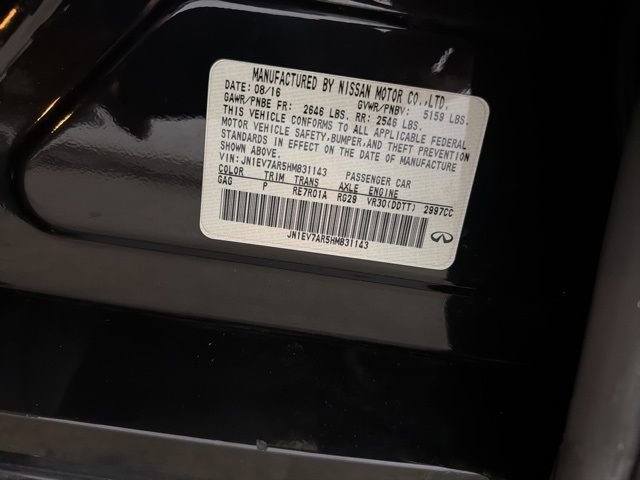 MANUFACTURED BY NISSAN MOTOR CO.,LTD.
DATE: 08/16 GVWR/PNBV: 5159 LBS.
GAWR/PNBE FR: 2646 LBS. RR: 2546 LBS.
THIS VEHICLE CONFORMS TO ALL APPLICABLE FEDERAL
MOTOR VEHICLE SAFETY,BUMPER,AND THEFT PREVENTION
STANDARDS IN EFFECT ON THE DATE OF MANUFACTURE
SHOWN ABOVE.
VIN: JN1EV7AR5HM831143 PASSENGER CAR
COLOR TRIM TRANS AXLE ENGINE
GAG P RE7R01A RG29 VR30(DDTT) 2997CC
JN1EV7AR5HM831143